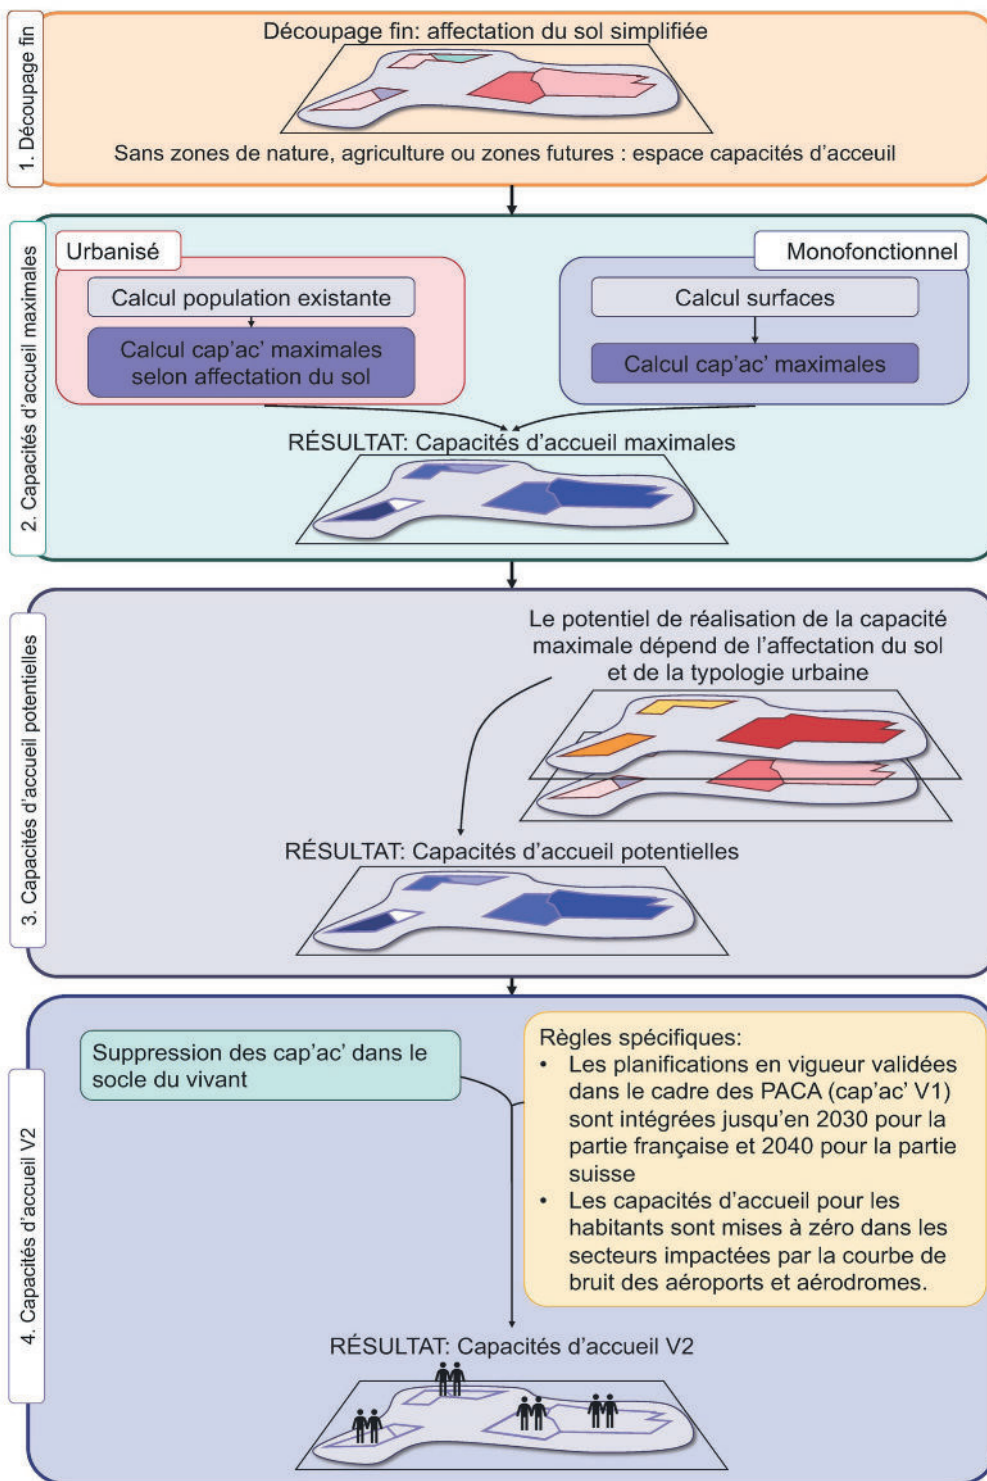 1. Découpage fin
Découpage fin: affectation du sol simplifiée
Sans zones de nature, agriculture ou zones futures : espace capacités d'acceuil
2. Capacités d'accueil maximales
Urbanisé
Calcul population existante
Calcul cap'ac' maximales
selon affectation du sol
Monofonctionnel
Calcul surfaces
Calcul cap'ac' maximales
RÉSULTAT: Capacités d'accueil maximales
3. Capacités d'accueil potentielles
Le potentiel de réalisation de la capacité
maximale dépend de l'affectation du sol
et de la typologie urbaine
RÉSULTAT: Capacités d'accueil potentielles
4. Capacités d'accueil V2
Suppression des cap'ac' dans le
socle du vivant
Règles spécifiques:
• Les planifications en vigueur validées
dans le cadre des PACA (cap'ac' V1)
sont intégrées jusqu'en 2030 pour la
partie française et 2040 pour la partie
suisse
• Les capacités d'accueil pour les
habitants sont mises à zéro dans les
secteurs impactées par la courbe de
bruit des aéroports et aérodromes.
RÉSULTAT: Capacités d'accueil V2